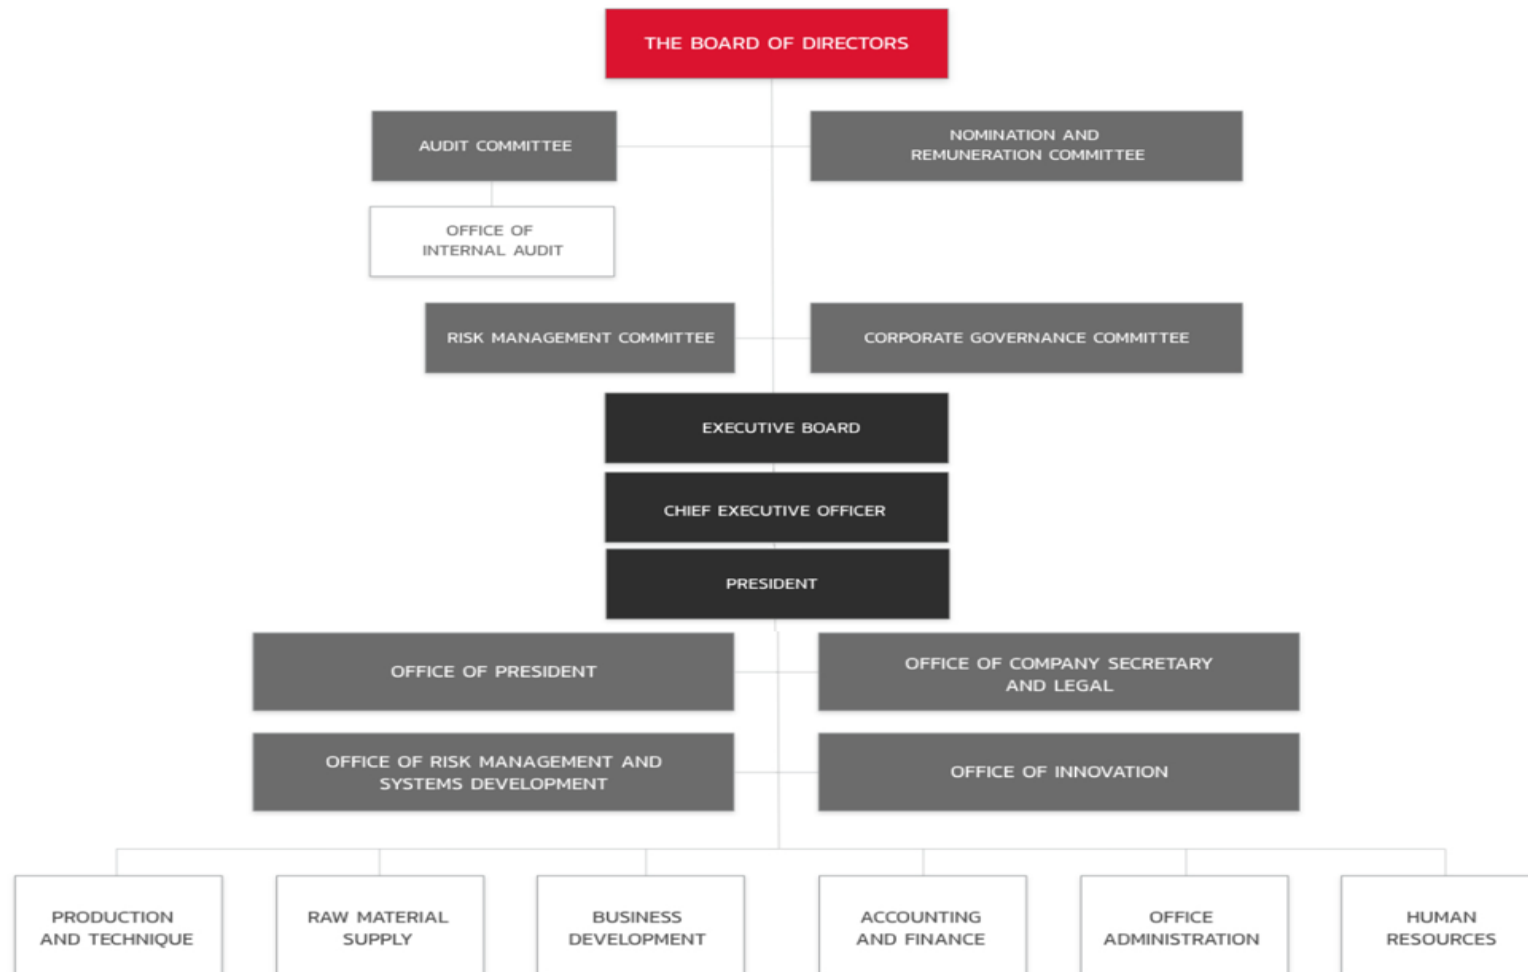 THE BOARD OF DIRECTORS
AUDIT COMMITTEE
NOMINATION AND
REMUNERATION COMMITTEE
OFFICE OF
INTERNAL AUDIT
RISK MANAGEMENT COMMITTEE
CORPORATE GOVERNANCE COMMITTEE
EXECUTIVE BOARD
CHIEF EXECUTIVE OFFICER
PRESIDENT
OFFICE OF PRESIDENT
OFFICE OF COMPANY SECRETARY
AND LEGAL
OFFICE OF RISK MANAGEMENT AND
SYSTEMS DEVELOPMENT
OFFICE OF INNOVATION
PRODUCTION
AND TECHNIQUE
RAW MATERIAL
SUPPLY
BUSINESS
DEVELOPMENT
ACCOUNTING
AND FINANCE
OFFICE
ADMINISTRATION
HUMAN
RESOURCES